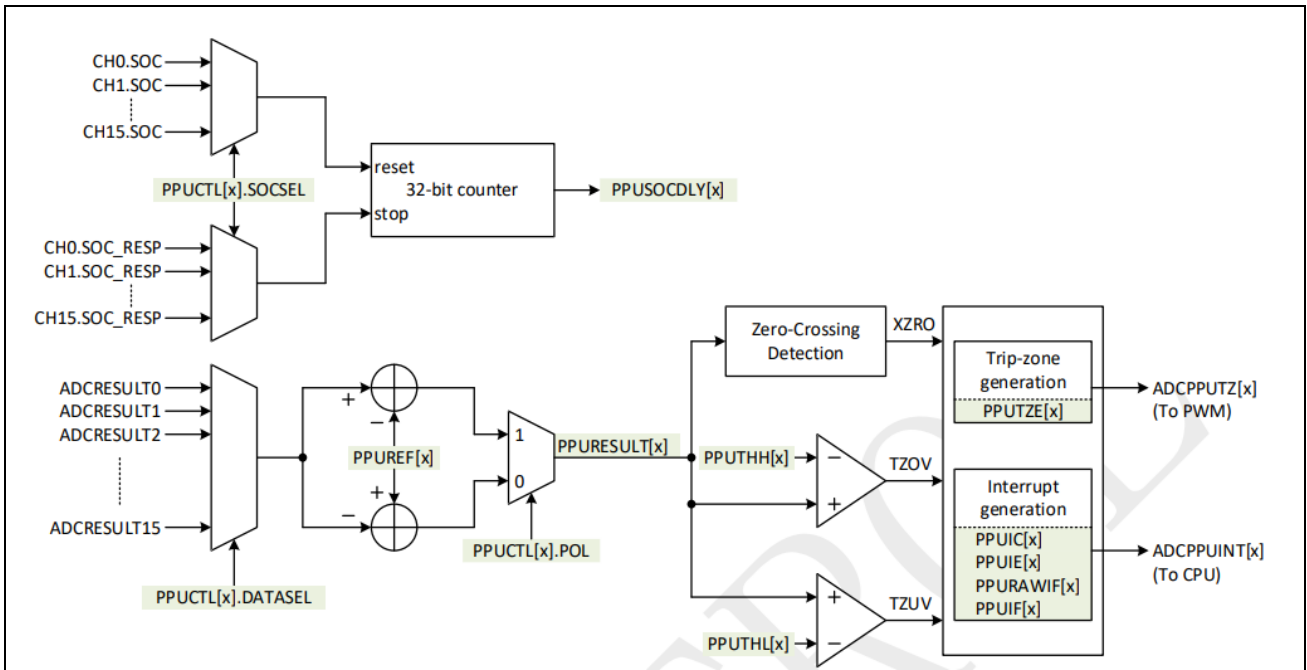 CH0.SOC
CH1.SOC
CH15.SOC
PPUCTL[x].SOCSEL
reset
32-bit counter
stop
PPUSOCDLY[x]
CH0.SOC_RESP
CH1.SOC_RESP
CH15.SOC_RESP
ADCRESULT0
ADCRESULT1
ADCRESULT2
ADCRESULT15
PPUCTL[x].DATASEL
+
−
PPUREF[x]
+
−
1
0
PPUCTL[x].POL
PPURESULT[x]
Zero-Crossing
Detection
XZRO
PPUTHH[x]
−
+
TZOV
+
−
PPUTHL[x]
TZUV
Trip-zone
generation
PPUTZE[x]
ADCPPUTZ[x]
(To PWM)
Interrupt
generation
PPUIC[x]
PPUIE[x]
PPURAWIF[x]
PPUIF[x]
ADCPPUINT[x]
(To CPU)